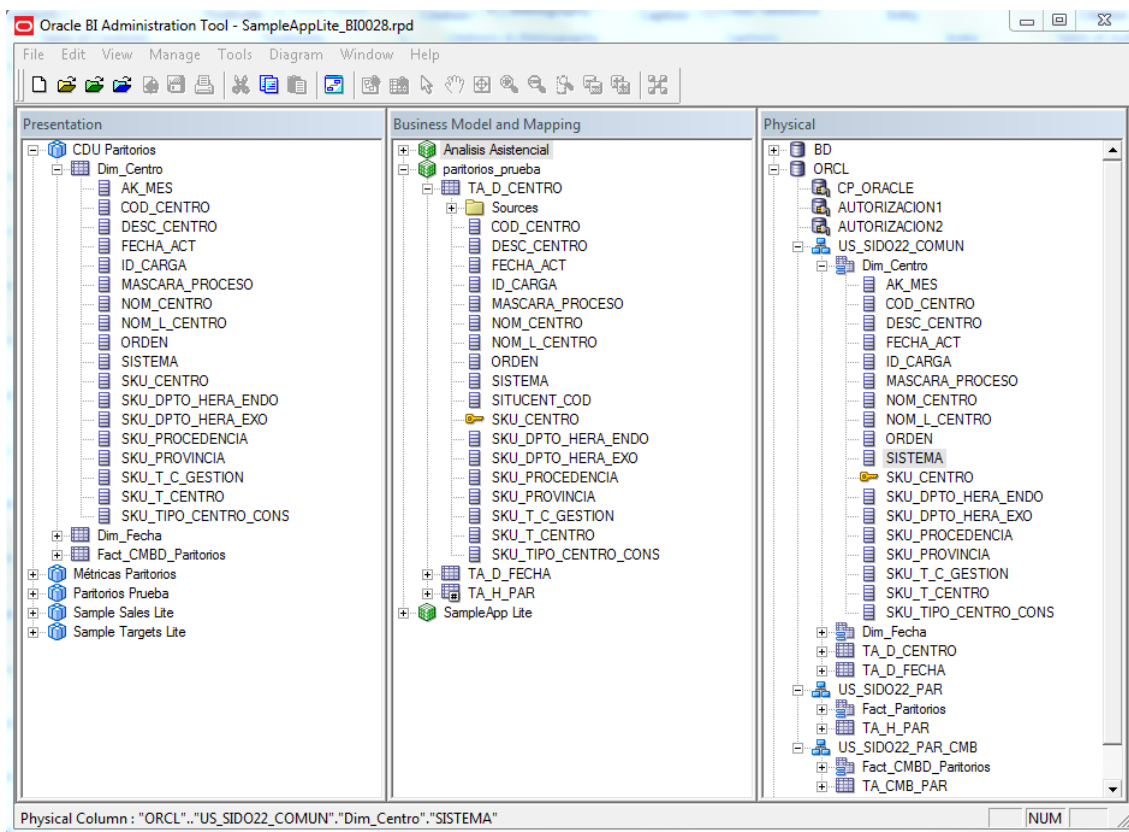 Oracle BI Administration Tool - SampleAppLite_BI0028.rpd
File Edit View Manage Tools Diagram Window Help
Presentation
CDU Paritorios
Dim_Centro
AK_MES
COD_CENTRO
DESC_CENTRO
FECHA_ACT
ID_CARGA
MASCARA_PROCESO
NOM_CENTRO
NOM_L_CENTRO
ORDEN
SISTEMA
SKU_CENTRO
SKU_DPTO_HERA_ENDO
SKU_DPTO_HERA_EXO
SKU_PROCEDENCIA
SKU_PROVINCIA
SKU_T_C_GESTION
SKU_T_CENTRO
SKU_TIPO_CENTRO_CONS
Dim_Fecha
Fact_CMBD_Paritorios
Métricas Paritorios
Paritorios Prueba
Sample Sales Lite
Sample Targets Lite
Business Model and Mapping
Analisis Asistencial
paritorios_prueba
TA_D_CENTRO
Sources
COD_CENTRO
DESC_CENTRO
FECHA_ACT
ID_CARGA
MASCARA_PROCESO
NOM_CENTRO
NOM_L_CENTRO
ORDEN
SISTEMA
SITUCENT_COD
SKU_CENTRO
SKU_DPTO_HERA_ENDO
SKU_DPTO_HERA_EXO
SKU_PROCEDENCIA
SKU_PROVINCIA
SKU_T_C_GESTION
SKU_T_CENTRO
SKU_TIPO_CENTRO_CONS
TA_D_FECHA
TA_H_PAR
SampleApp Lite
Physical
BD
ORCL
CP_ORACLE
AUTORIZACION1
AUTORIZACION2
US_SIDO22_COMUN
Dim_Centro
AK_MES
COD_CENTRO
DESC_CENTRO
FECHA_ACT
ID_CARGA
MASCARA_PROCESO
NOM_CENTRO
NOM_L_CENTRO
ORDEN
SISTEMA
SKU_CENTRO
SKU_DPTO_HERA_ENDO
SKU_DPTO_HERA_EXO
SKU_PROCEDENCIA
SKU_PROVINCIA
SKU_T_C_GESTION
SKU_T_CENTRO
SKU_TIPO_CENTRO_CONS
Dim_Fecha
TA_D_CENTRO
TA_D_FECHA
US_SIDO22_PAR
Fact_Paritorios
TA_H_PAR
US_SIDO22_PAR_CMB
Fact_CMBD_Paritorios
TA_CMB_PAR
Physical Column : "ORCL".."US_SIDO22_COMUN"."Dim_Centro"."SISTEMA"
NUM